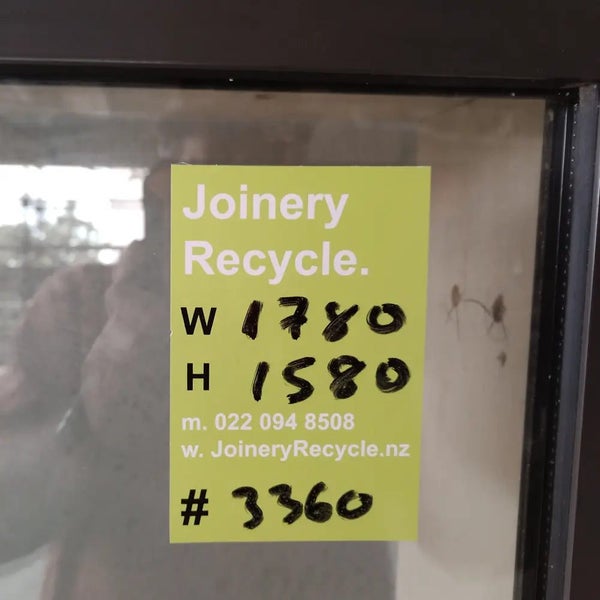 Joinery
Recycle.
W 1780
H 1580
m. 022 094 8508
w. JoineryRecycle.nz
# 3360